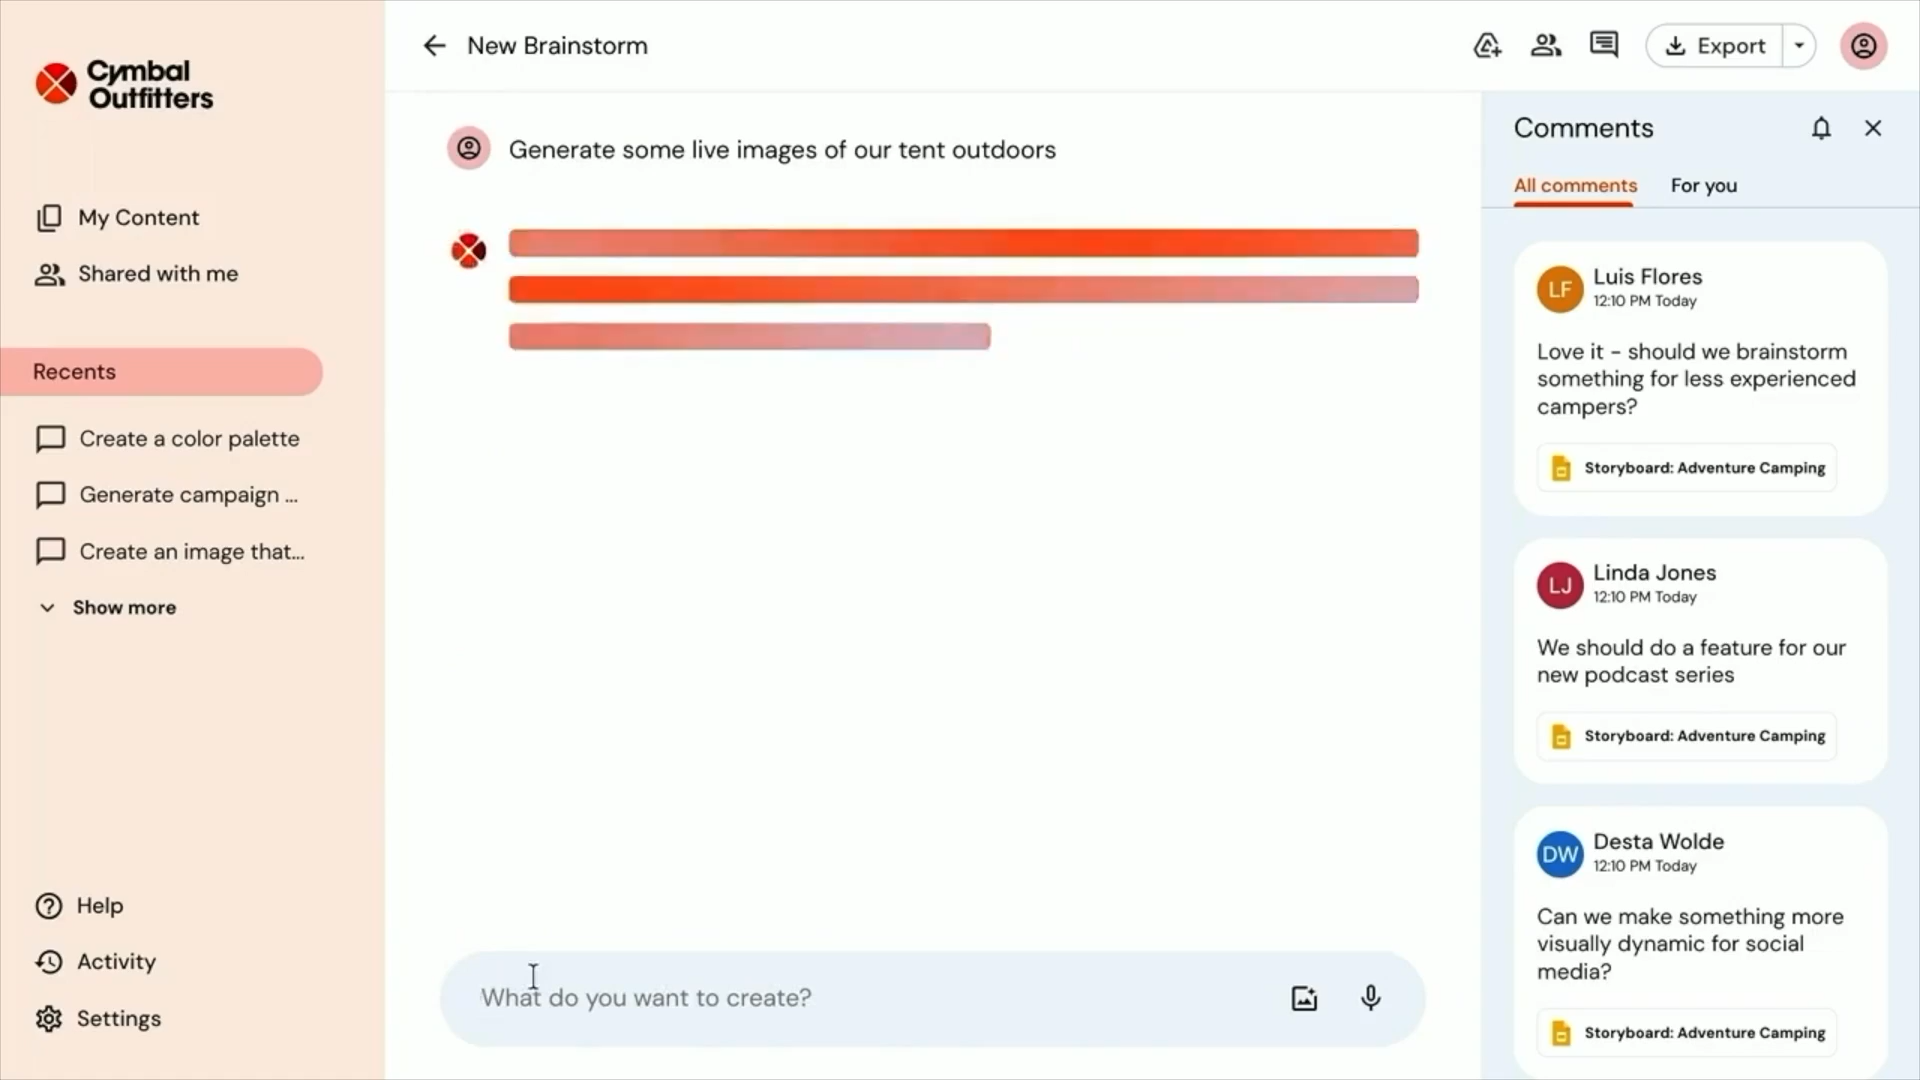 Cymbal
Outfitters
My Content
Shared with me
Recents
Create a color palette
Generate campaign ...
Create an image that...
Show more
Help
Activity
Settings
New Brainstorm
Export
Generate some live images of our tent outdoors
What do you want to create?
Comments
All comments
For you
LF
Luis Flores
12:10 PM Today
Love it - should we brainstorm
something for less experienced
campers?
Storyboard: Adventure Camping
LJ
Linda Jones
12:10 PM Today
We should do a feature for our
new podcast series
Storyboard: Adventure Camping
DW
Desta Wolde
12:10 PM Today
Can we make something more
visually dynamic for social
media?
Storyboard: Adventure Camping